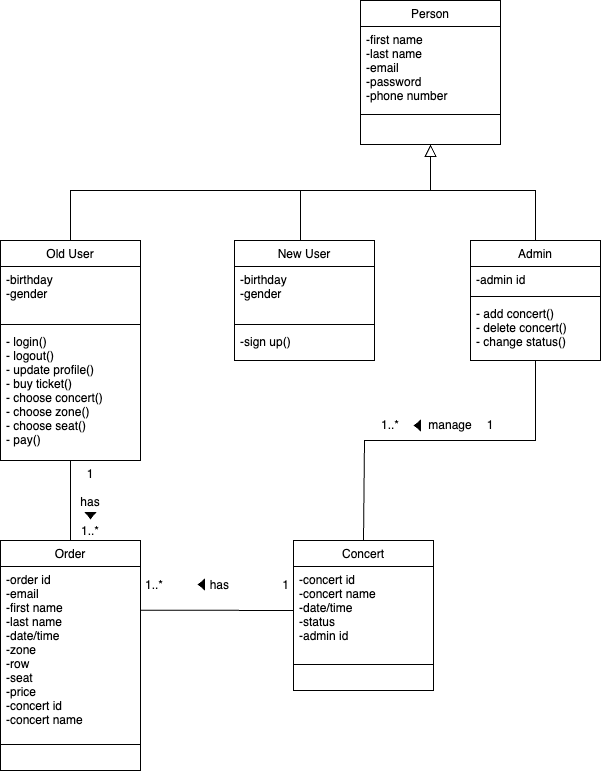 Person
-first name
-last name
-email
-password
-phone number
Old User
-birthday
-gender
- login()
- logout()
- update profile()
- buy ticket()
- choose concert()
- choose zone()
- choose seat()
- pay()
New User
-birthday
-gender
-sign up()
Admin
-admin id
- add concert()
- delete concert()
- change status()
1..* manage 1
1
has
1..*
Order
-order id
-email
-first name
-last name
-date/time
-zone
-row
-seat
-price
-concert id
-concert name
1..* has 1
Concert
-concert id
-concert name
-date/time
-status
-admin id